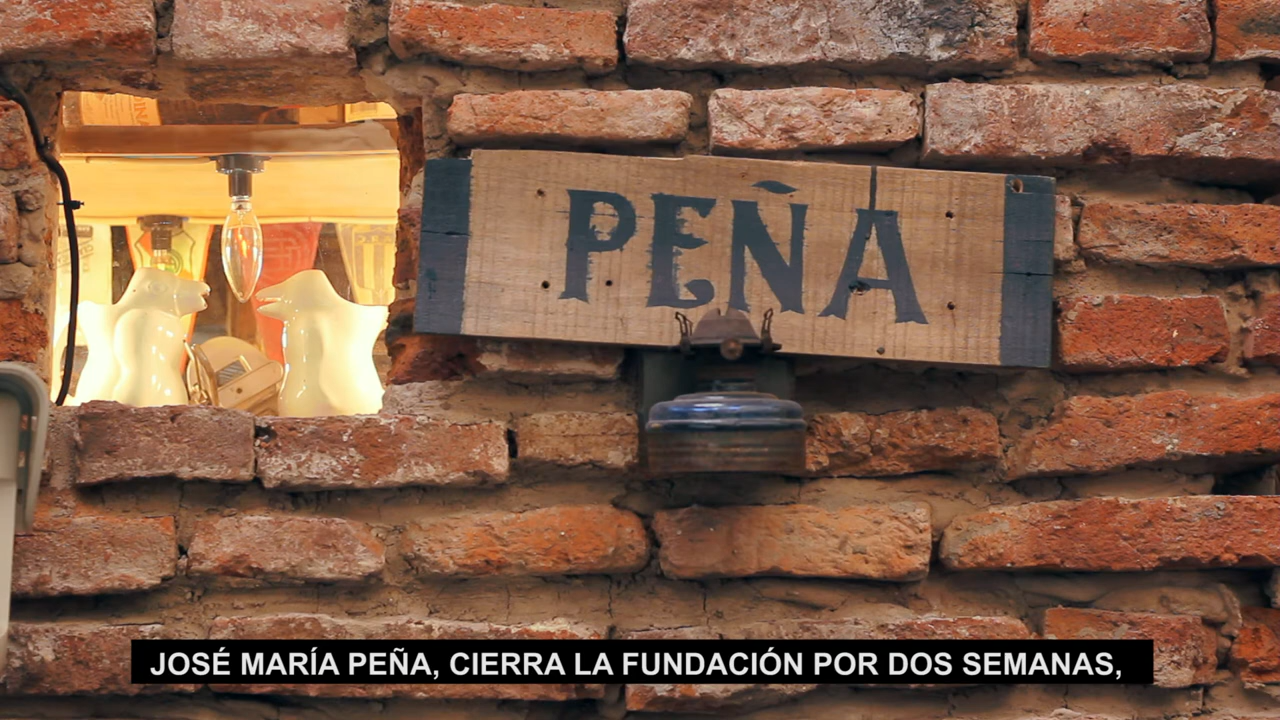 PEÑA
JOSÉ MARÍA PEÑA, CIERRA LA FUNDACIÓN POR DOS SEMANAS,